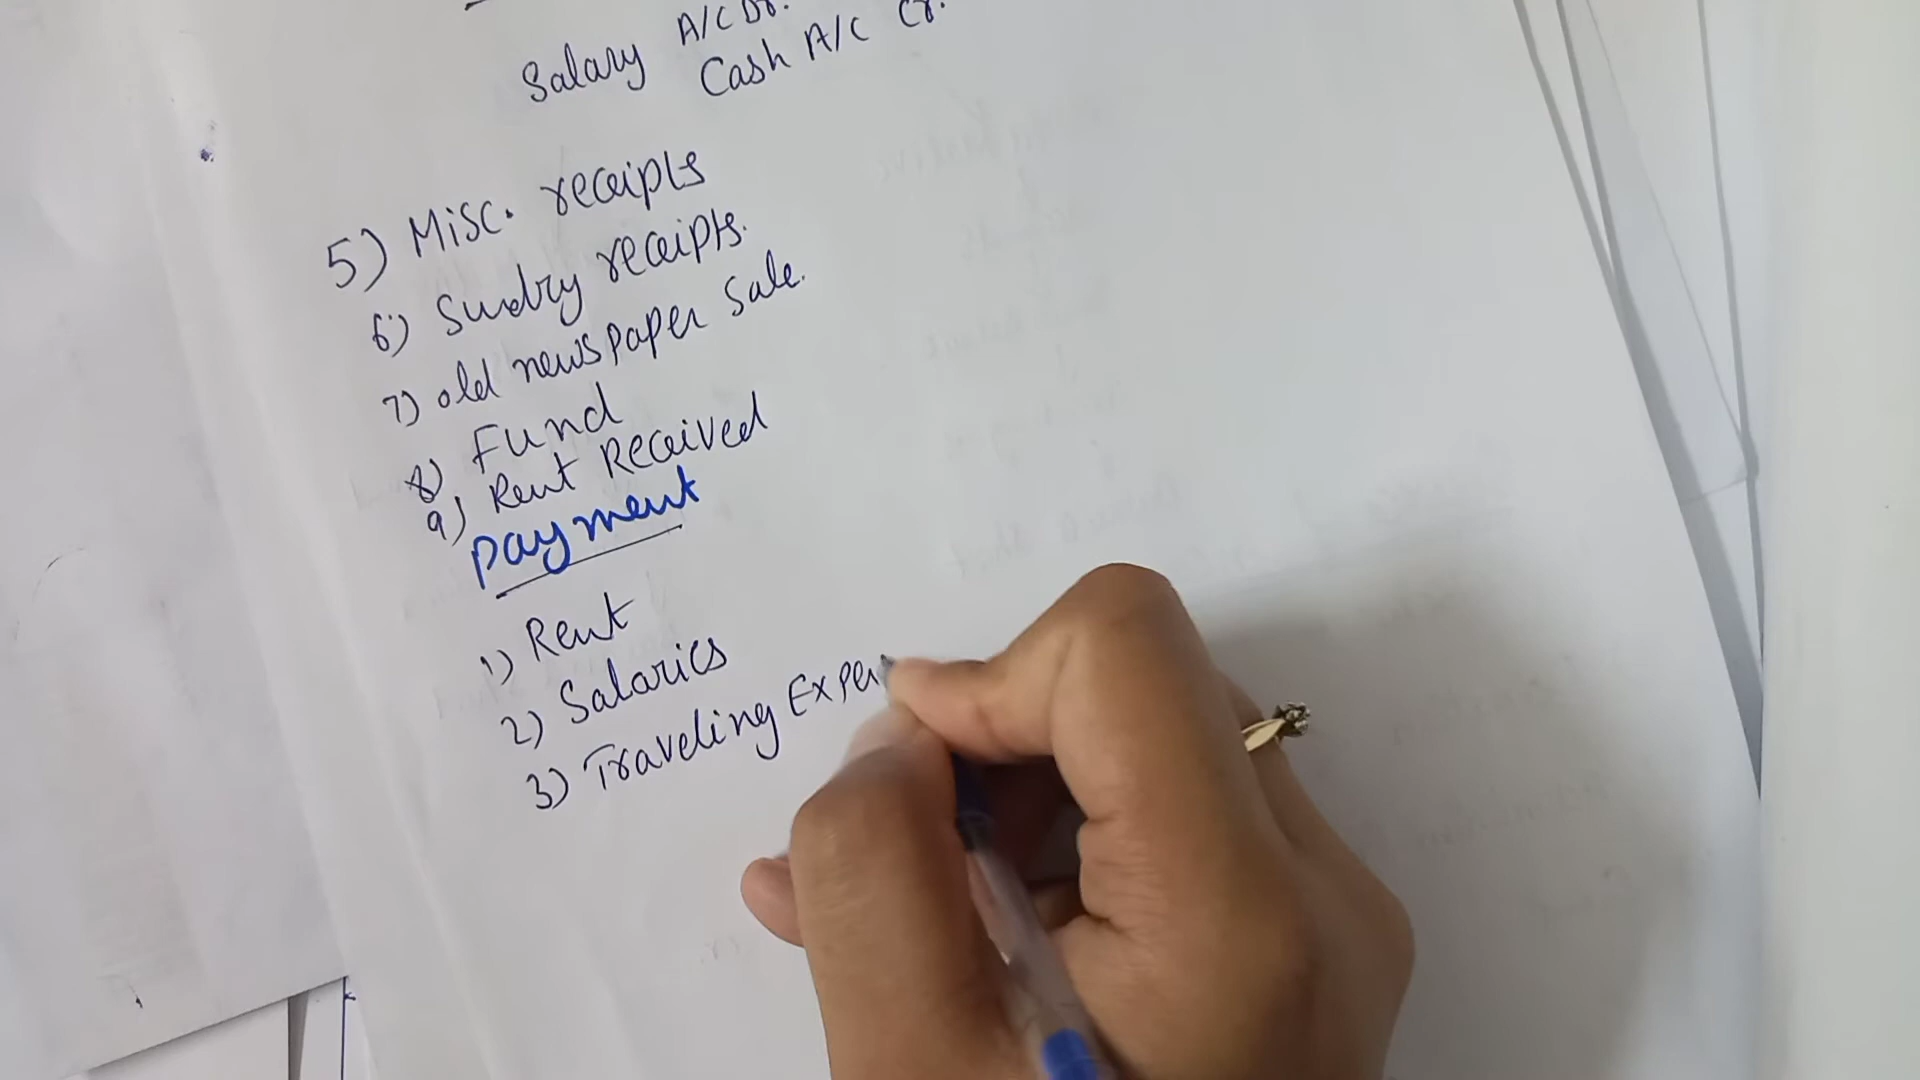 Salary A/C Dr.
Cash A/C Cr.
5) Misc. receipts
6) Sundry receipts.
7) old newspaper Sale.
8) Fund
9) Rent Received
payment
1) Rent
2) Salaries
3) Traveling Expen